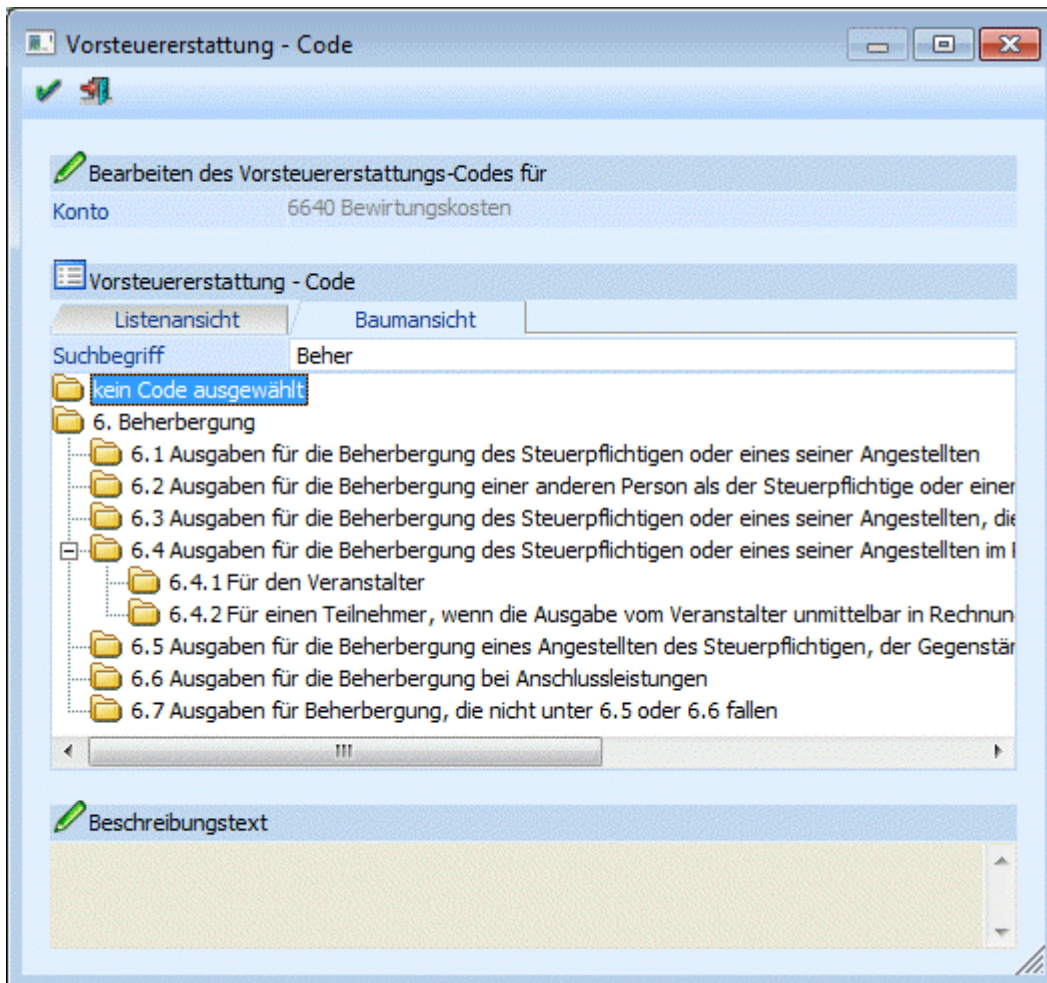 Vorsteuererstattung - Code
Bearbeiten des Vorsteuererstattungs-Codes für
Konto 6640 Bewirtungskosten
Vorsteuererstattung - Code
Listenansicht Baumansicht
Suchbegriff Beher
kein Code ausgewählt
6. Beherbergung
6.1 Ausgaben für die Beherbergung des Steuerpflichtigen oder eines seiner Angestellten
6.2 Ausgaben für die Beherbergung einer anderen Person als der Steuerpflichtige oder einer
6.3 Ausgaben für die Beherbergung des Steuerpflichtigen oder eines seiner Angestellten, die
6.4 Ausgaben für die Beherbergung des Steuerpflichtigen oder eines seiner Angestellten im
6.4.1 Für den Veranstalter
6.4.2 Für einen Teilnehmer, wenn die Ausgabe vom Veranstalter unmittelbar in Rechnun
6.5 Ausgaben für die Beherbergung eines Angestellten des Steuerpflichtigen, der Gegenstän
6.6 Ausgaben für die Beherbergung bei Anschlussleistungen
6.7 Ausgaben für Beherbergung, die nicht unter 6.5 oder 6.6 fallen
Beschreibungstext